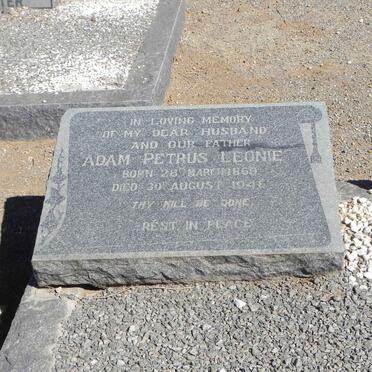 IN LOVING MEMORY
OF MY DEAR HUSBAND
AND OUR FATHER
ADAM PETRUS LEONIE
BORN 28 MARCH 1869
DIED 30 AUGUST 1946
THY WILL BE DONE
REST IN PEACE